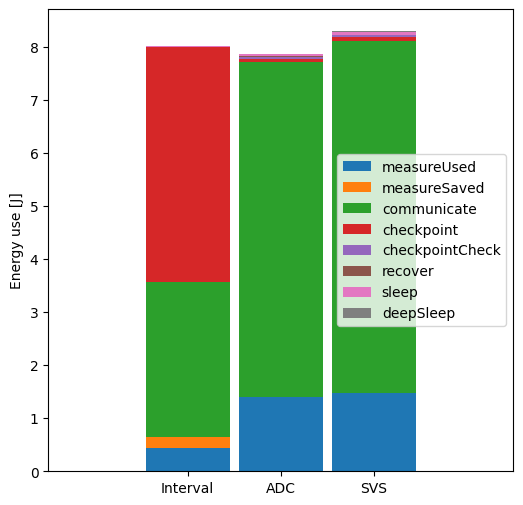 Energy use [J]
8
7
6
5
4
3
2
1
0
Interval
ADC
SVS
measureUsed
measureSaved
communicate
checkpoint
checkpointCheck
recover
sleep
deepSleep